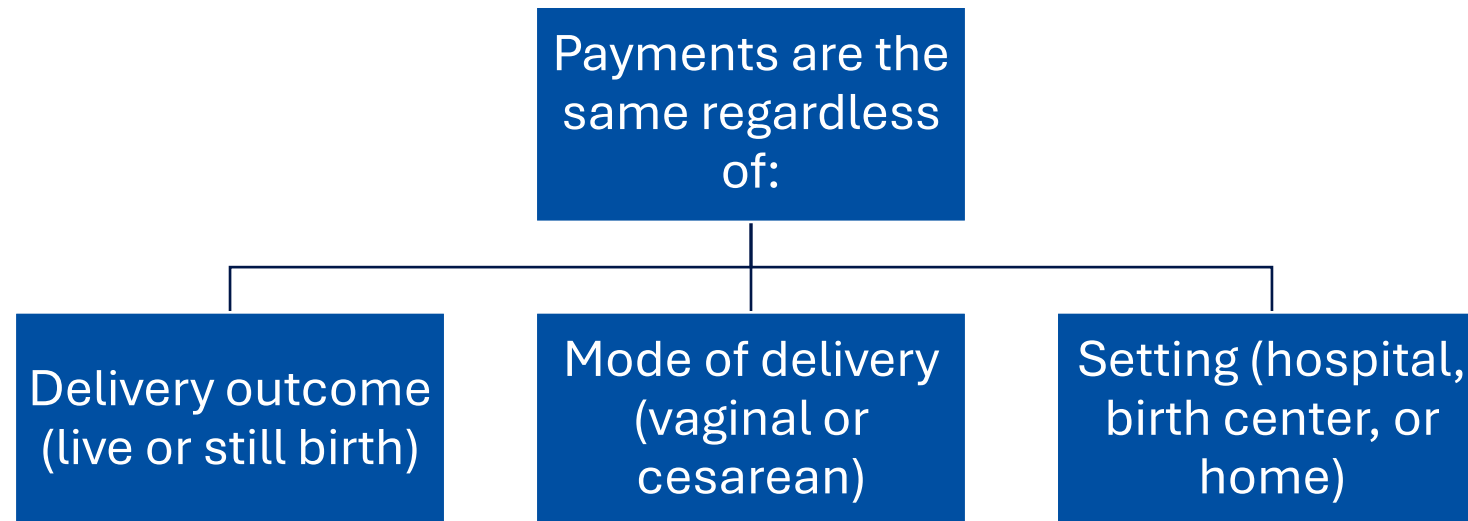 Payments are the
same regardless
of:
Delivery outcome
(live or still birth)
Mode of delivery
(vaginal or
cesarean)
Setting (hospital,
birth center, or
home)